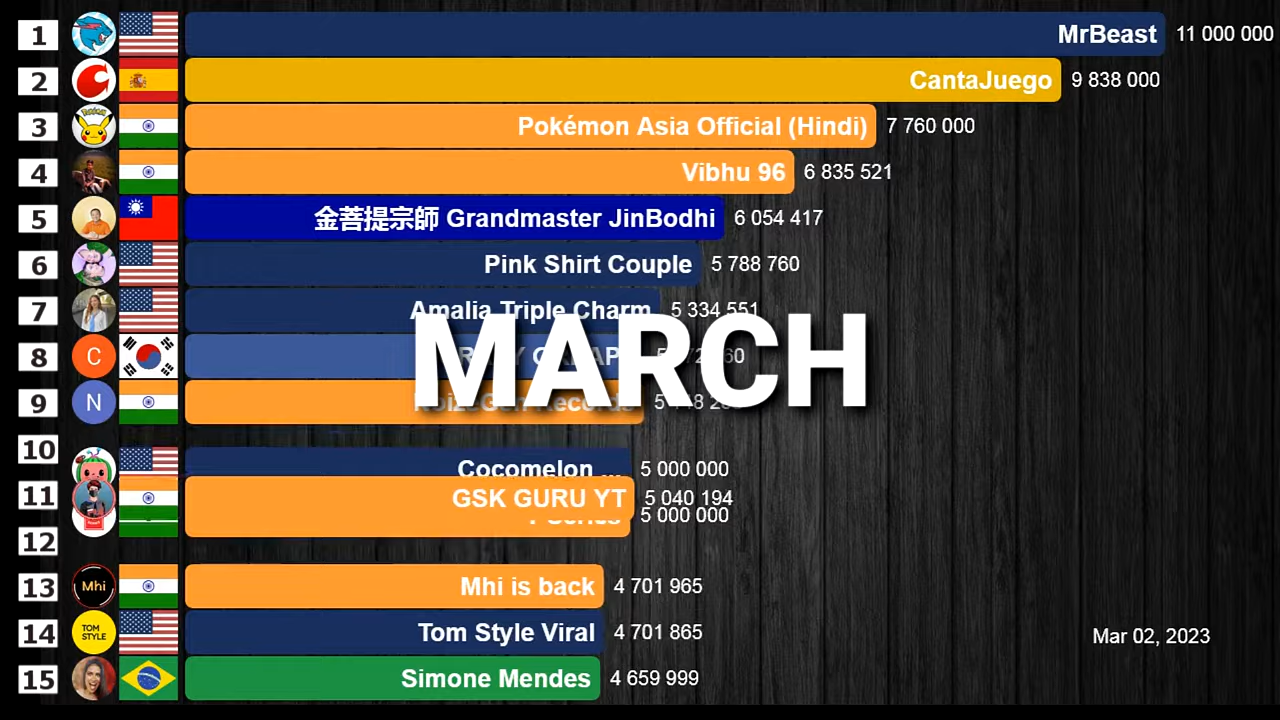 1 MrBeast 11 000 000
2 CantaJuego 9 838 000
3 Pokémon Asia Official (Hindi) 7 760 000
4 Vibhu 96 6 835 521
5 金菩提宗師 Grandmaster JinBodhi 6 054 417
6 Pink Shirt Couple 5 788 760
7 Amalia Triple Charm 5 334 551
MARCH
8 C
9 N
10
Cocomelon ... 5 000 000
11 GSK GURU YT 5 040 194
5 000 000
12
13 Mhi Mhi is back 4 701 965
14 TOM STYLE Tom Style Viral 4 701 865
Mar 02, 2023
15 Simone Mendes 4 659 999